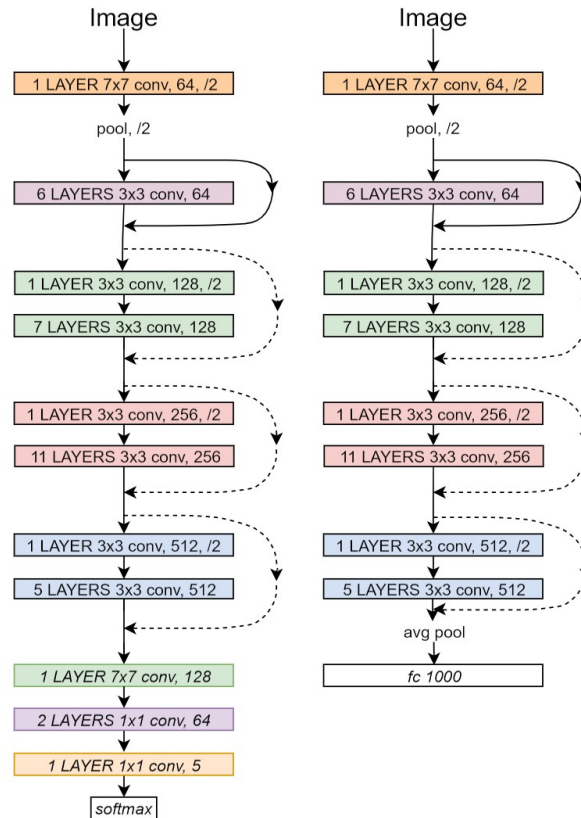 Image
1 LAYER 7x7 conv, 64, /2
pool, /2
6 LAYERS 3x3 conv, 64
1 LAYER 3x3 conv, 128, /2
7 LAYERS 3x3 conv, 128
1 LAYER 3x3 conv, 256, /2
11 LAYERS 3x3 conv, 256
1 LAYER 3x3 conv, 512, /2
5 LAYERS 3x3 conv, 512
1 LAYER 7x7 conv, 128
2 LAYERS 1x1 conv, 64
1 LAYER 1x1 conv, 5
softmax
Image
1 LAYER 7x7 conv, 64, /2
pool, /2
6 LAYERS 3x3 conv, 64
1 LAYER 3x3 conv, 128, /2
7 LAYERS 3x3 conv, 128
1 LAYER 3x3 conv, 256, /2
11 LAYERS 3x3 conv, 256
1 LAYER 3x3 conv, 512, /2
5 LAYERS 3x3 conv, 512
avg pool
fc 1000